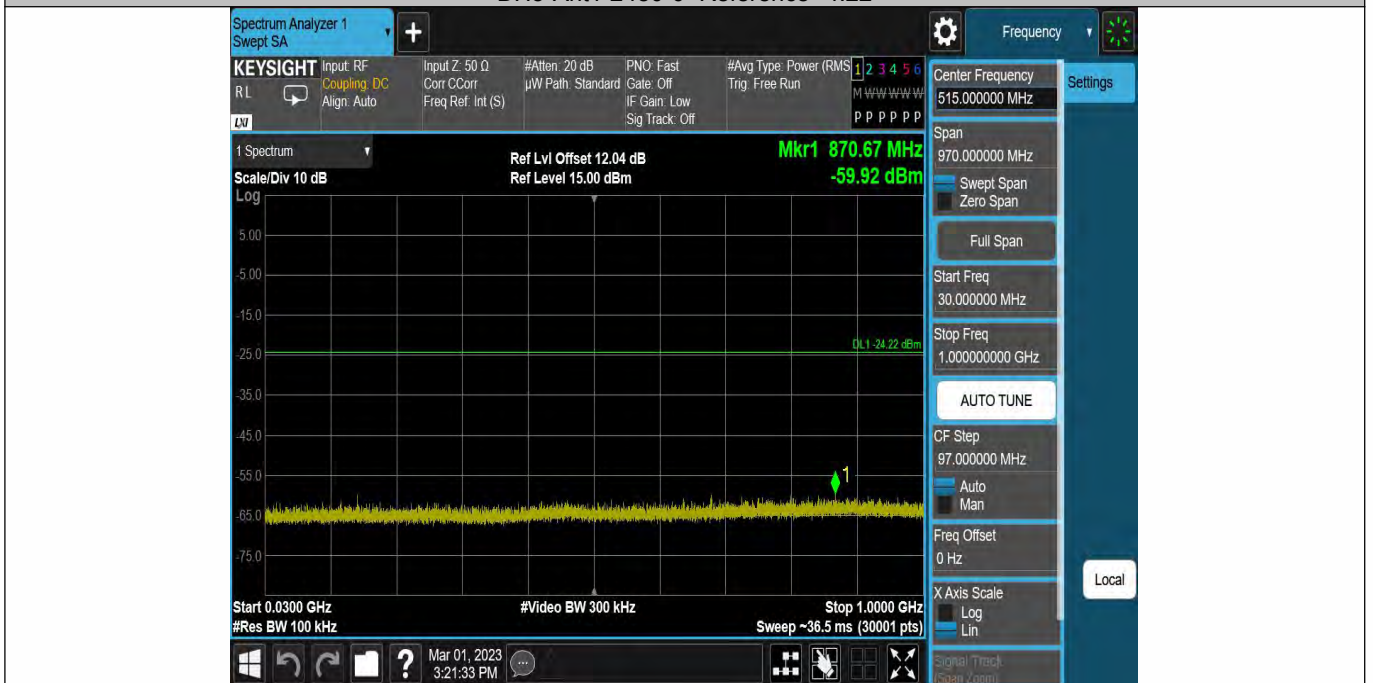 Spectrum Analyzer 1
Swept SA
Frequency
KEYSIGHT
RL
LXI
Input: RF
Coupling: DC
Align: Auto
Input Z: 50 Ω
Corr CCorr
Freq Ref: Int (S)
#Atten: 20 dB
µW Path: Standard
PNO: Fast
Gate: Off
IF Gain: Low
Sig Track: Off
#Avg Type: Power (RMS
Trig: Free Run
1 2 3 4 5 6
M W W W W W
P P P P P P
Center Frequency
515.000000 MHz
Settings
Span
970.000000 MHz
Swept Span
Zero Span
Full Span
Start Freq
30.000000 MHz
Stop Freq
1.000000000 GHz
AUTO TUNE
CF Step
97.000000 MHz
Auto
Man
Freq Offset
0 Hz
X Axis Scale
Log
Lin
Signal Track
(Span Zoom)
Local
1 Spectrum
Scale/Div 10 dB
Log
Ref Lvl Offset 12.04 dB
Ref Level 15.00 dBm
Mkr1 870.67 MHz
-59.92 dBm
5.00
-5.00
-15.0
-25.0
-35.0
-45.0
-55.0
-65.0
-75.0
DL1 -24.22 dBm
1
Start 0.0300 GHz
#Res BW 100 kHz
#Video BW 300 kHz
Stop 1.0000 GHz
Sweep ~36.5 ms (30001 pts)
?
Mar 01, 2023
3:21:33 PM